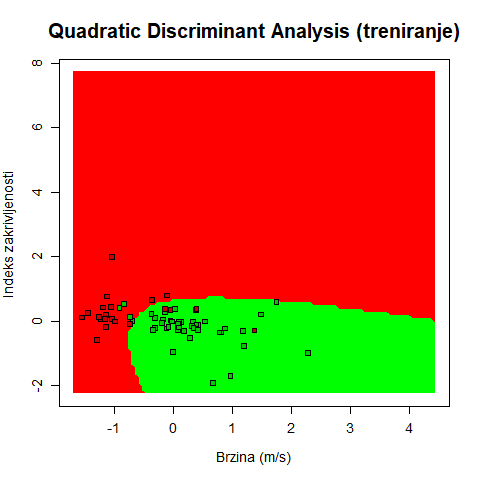 Quadratic Discriminant Analysis (treniranje)
8
6
4
2
0
-2
Indeks zakrivljenosti
-1 0 1 2 3 4
Brzina (m/s)